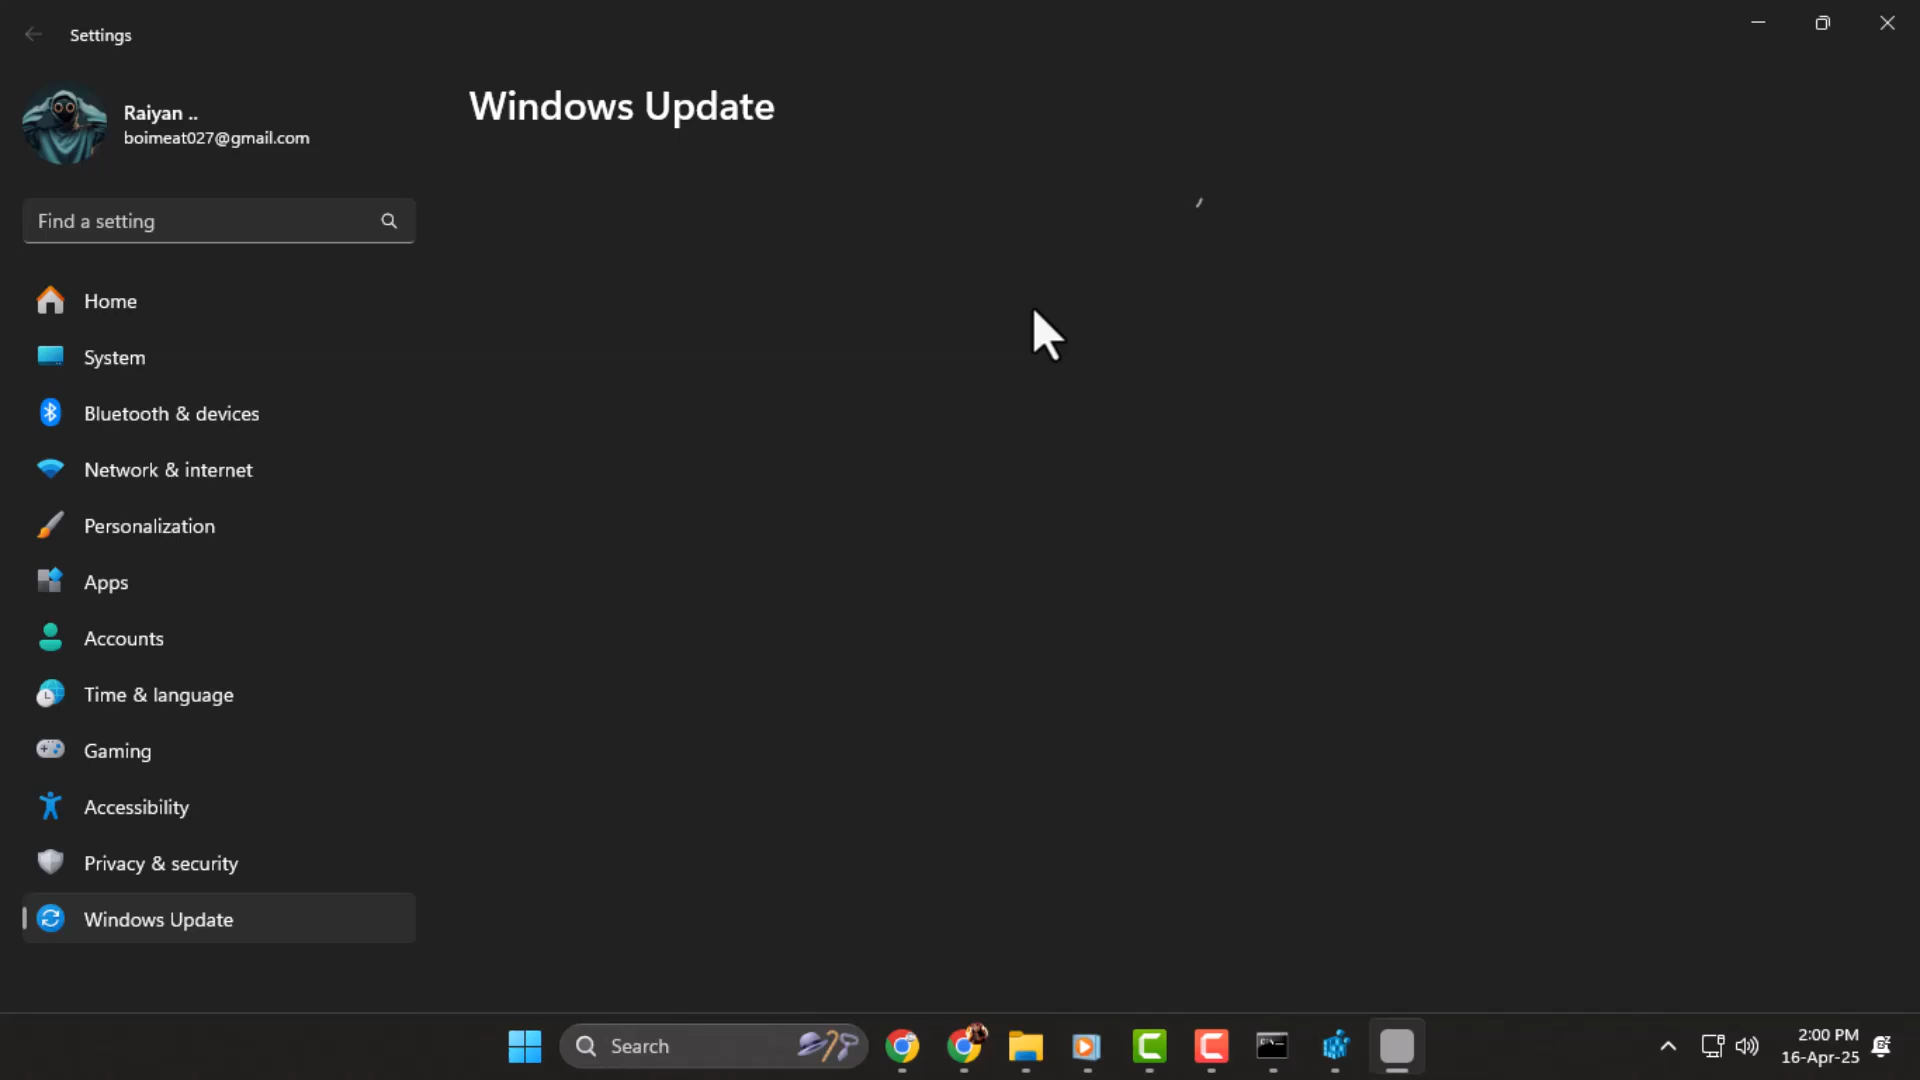 Settings
Raiyan ..
boimeat027@gmail.com
Find a setting
Home
System
Bluetooth & devices
Network & internet
Personalization
Apps
Accounts
Time & language
Gaming
Accessibility
Privacy & security
Windows Update
Windows Update
Search
2:00 PM
16-Apr-25